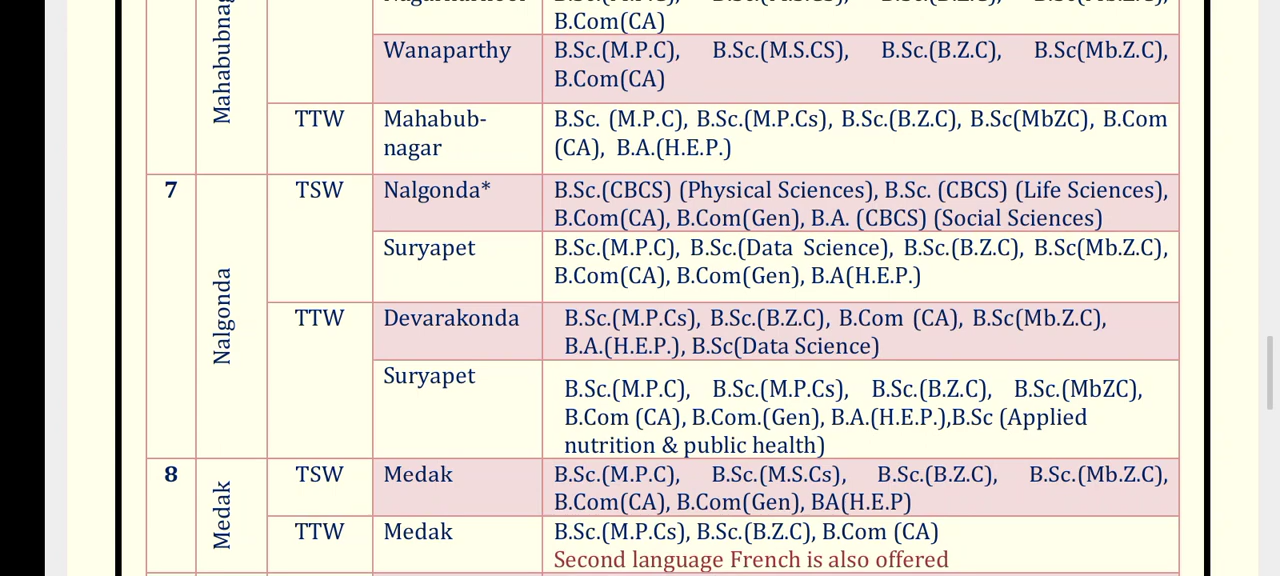 Mahabubnag
B.Com(CA)
Wanaparthy B.Sc.(M.P.C), B.Sc.(M.S.CS), B.Sc.(B.Z.C), B.Sc(Mb.Z.C),
B.Com(CA)
TTW Mahabub- B.Sc. (M.P.C), B.Sc.(M.P.Cs), B.Sc.(B.Z.C), B.Sc(MbZC), B.Com
nagar (CA), B.A.(H.E.P.)
7 Nalgonda TSW Nalgonda* B.Sc.(CBCS) (Physical Sciences), B.Sc. (CBCS) (Life Sciences),
B.Com(CA), B.Com(Gen), B.A. (CBCS) (Social Sciences)
Suryapet B.Sc.(M.P.C), B.Sc.(Data Science), B.Sc.(B.Z.C), B.Sc(Mb.Z.C),
B.Com(CA), B.Com(Gen), B.A(H.E.P.)
TTW Devarakonda B.Sc.(M.P.Cs), B.Sc.(B.Z.C), B.Com (CA), B.Sc(Mb.Z.C),
B.A.(H.E.P.), B.Sc(Data Science)
Suryapet B.Sc.(M.P.C), B.Sc.(M.P.Cs), B.Sc.(B.Z.C), B.Sc.(MbZC),
B.Com (CA), B.Com.(Gen), B.A.(H.E.P.),B.Sc (Applied
nutrition & public health)
8 Medak TSW Medak B.Sc.(M.P.C), B.Sc.(M.S.Cs), B.Sc.(B.Z.C), B.Sc.(Mb.Z.C),
B.Com(CA), B.Com(Gen), BA(H.E.P)
TTW Medak B.Sc.(M.P.Cs), B.Sc.(B.Z.C), B.Com (CA)
Second language French is also offered